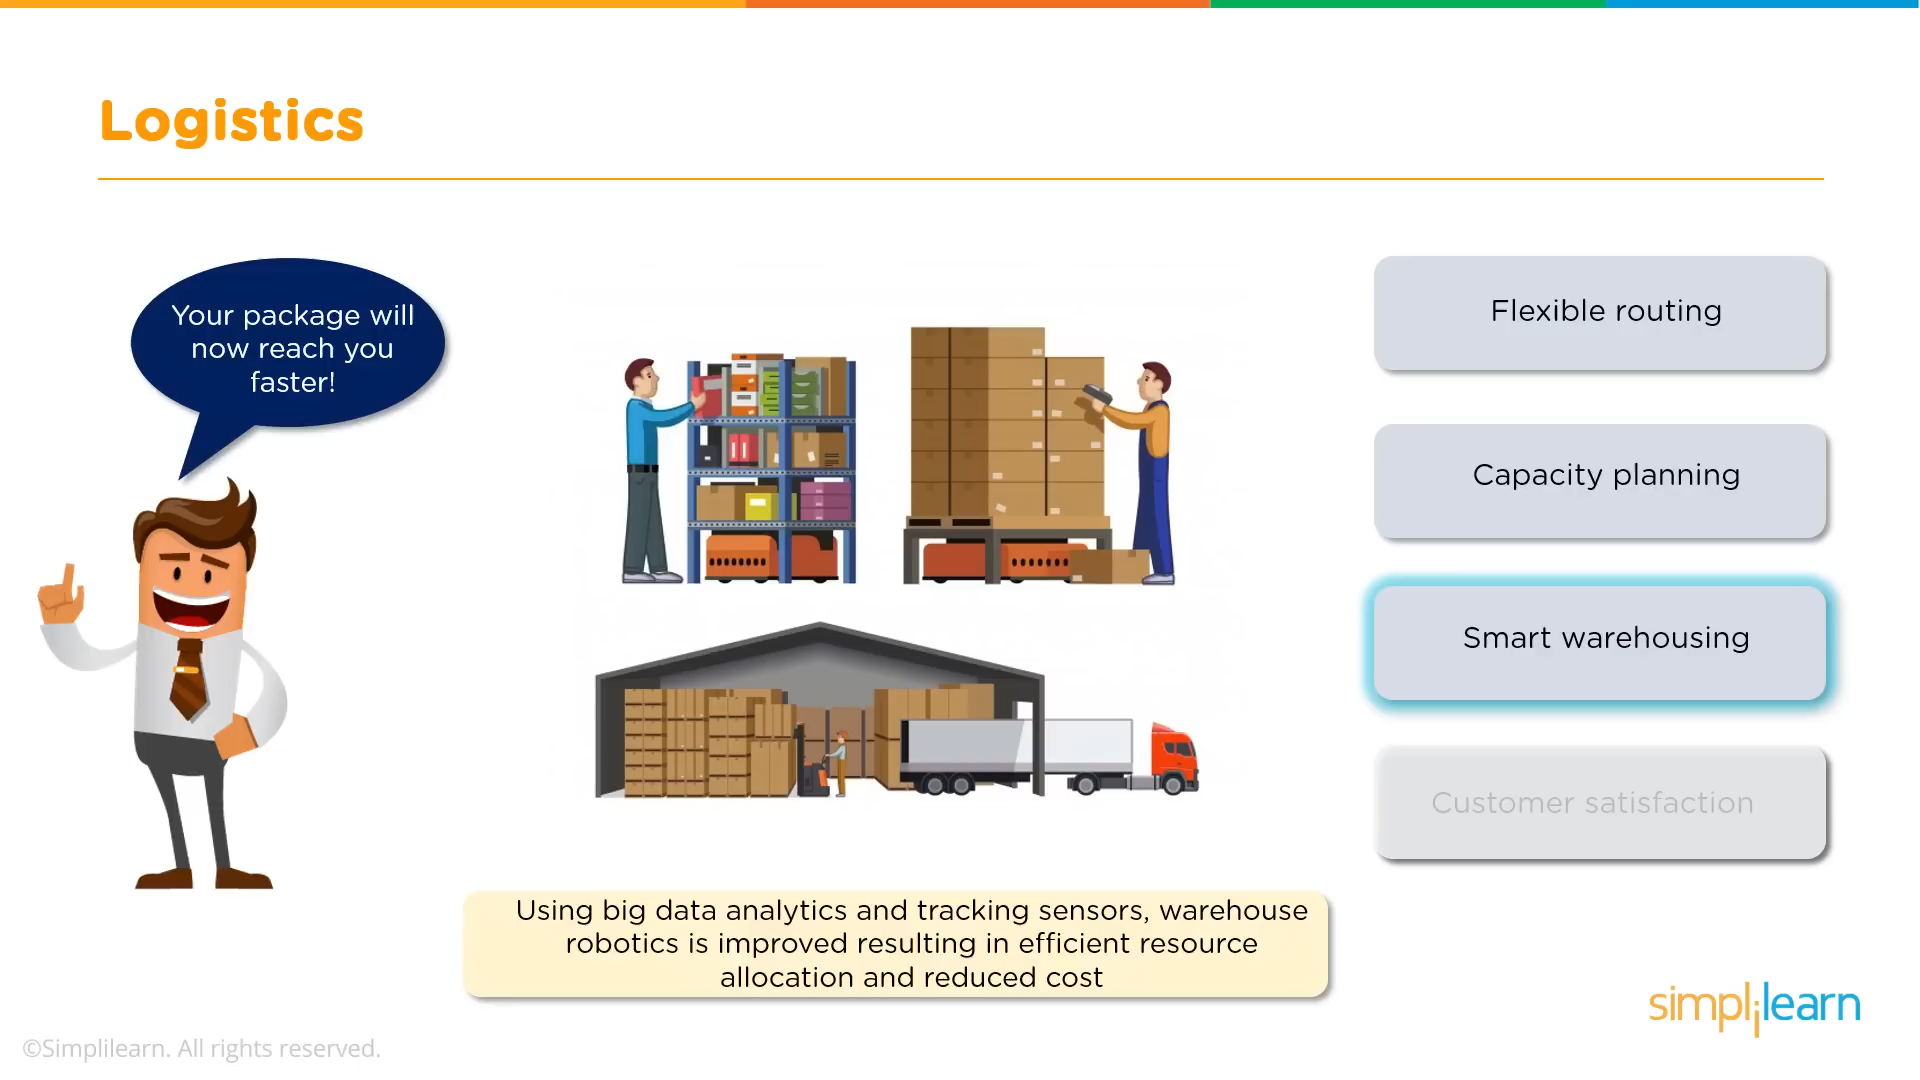 Logistics
Your package will
now reach you
faster!
Flexible routing
Capacity planning
Smart warehousing
Customer satisfaction
Using big data analytics and tracking sensors, warehouse
robotics is improved resulting in efficient resource
allocation and reduced cost
simplilearn
©Simplilearn. All rights reserved.